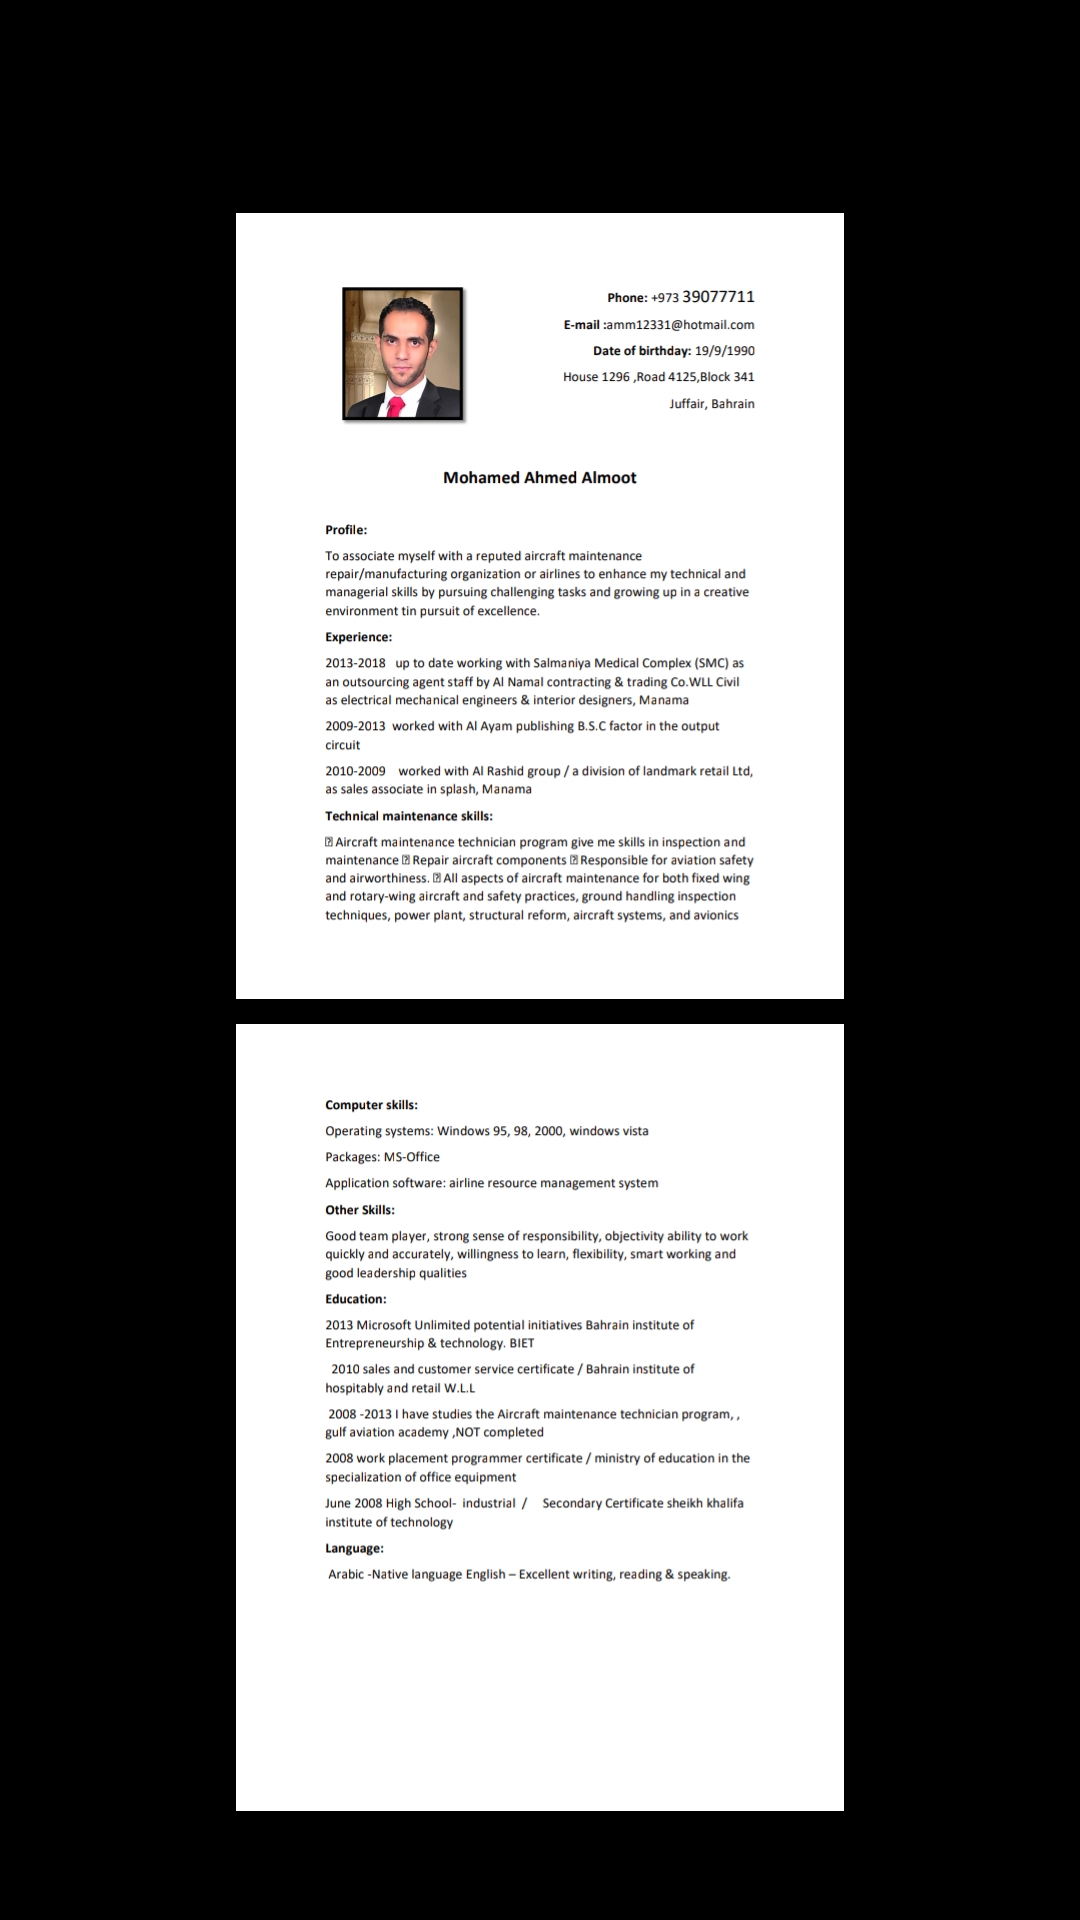 Phone: +973 39077711
E-mail :amm12331@hotmail.com
Date of birthday: 19/9/1990
House 1296 ,Road 4125,Block 341
Juffair, Bahrain
Mohamed Ahmed Almoot
Profile:
To associate myself with a reputed aircraft maintenance
repair/manufacturing organization or airlines to enhance my technical and
managerial skills by pursuing challenging tasks and growing up in a creative
environment tin pursuit of excellence.
Experience:
2013-2018 up to date working with Salmaniya Medical Complex (SMC) as
an outsourcing agent staff by Al Namal contracting & trading Co.WLL Civil
as electrical mechanical engineers & interior designers, Manama
2009-2013 worked with Al Ayam publishing B.S.C factor in the output
circuit
2010-2009 worked with Al Rashid group / a division of landmark retail Ltd,
as sales associate in splash, Manama
Technical maintenance skills:
⍰ Aircraft maintenance technician program give me skills in inspection and
maintenance ⍰ Repair aircraft components ⍰ Responsible for aviation safety
and airworthiness. ⍰ All aspects of aircraft maintenance for both fixed wing
and rotary-wing aircraft and safety practices, ground handling inspection
techniques, power plant, structural reform, aircraft systems, and avionics
Computer skills:
Operating systems: Windows 95, 98, 2000, windows vista
Packages: MS-Office
Application software: airline resource management system
Other Skills:
Good team player, strong sense of responsibility, objectivity ability to work
quickly and accurately, willingness to learn, flexibility, smart working and
good leadership qualities
Education:
2013 Microsoft Unlimited potential initiatives Bahrain institute of
Entrepreneurship & technology. BIET
2010 sales and customer service certificate / Bahrain institute of
hospitably and retail W.L.L
2008 -2013 I have studies the Aircraft maintenance technician program, ,
gulf aviation academy ,NOT completed
2008 work placement programmer certificate / ministry of education in the
specialization of office equipment
June 2008 High School- industrial / Secondary Certificate sheikh khalifa
institute of technology
Language:
Arabic -Native language English – Excellent writing, reading & speaking.